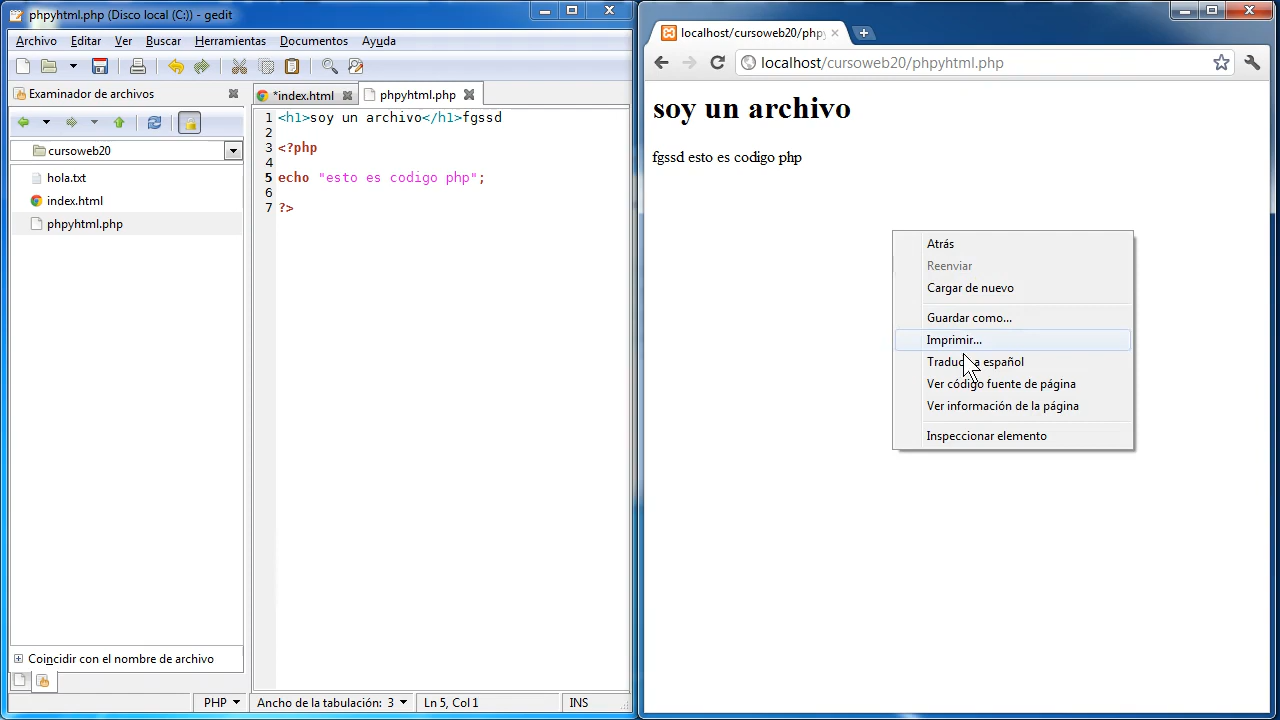 phpyhtml.php (Disco local (C:)) - gedit
Archivo Editar Ver Buscar Herramientas Documentos Ayuda
Examinador de archivos
cursoweb20
hola.txt
index.html
phpyhtml.php
Coincidir con el nombre de archivo
*index.html
phpyhtml.php
1 <h1>soy un archivo</h1>fgssd
2
3 <?php
4
5 echo "esto es codigo php";
6
7 ?>
PHP Ancho de la tabulación: 3 Ln 5, Col 1 INS
localhost/cursoweb20/phpy
localhost/cursoweb20/phpyhtml.php
soy un archivo
fgssd esto es codigo php
Atrás
Reenviar
Cargar de nuevo
Guardar como...
Imprimir...
a español
Ver código fuente de página
Ver información de la página
Inspeccionar elemento